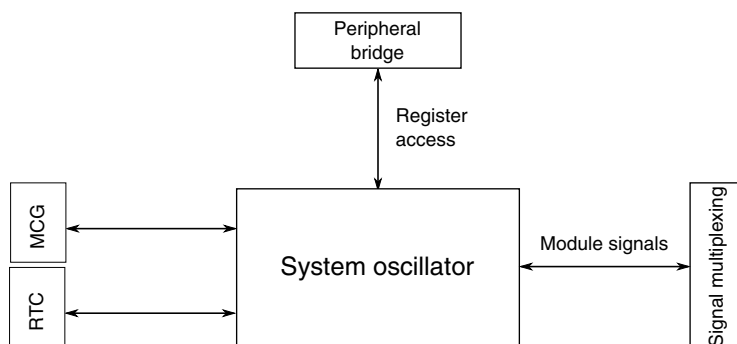 Peripheral
bridge
Register
access
MCG
System oscillator
Module signals
Signal multiplexing
RTC